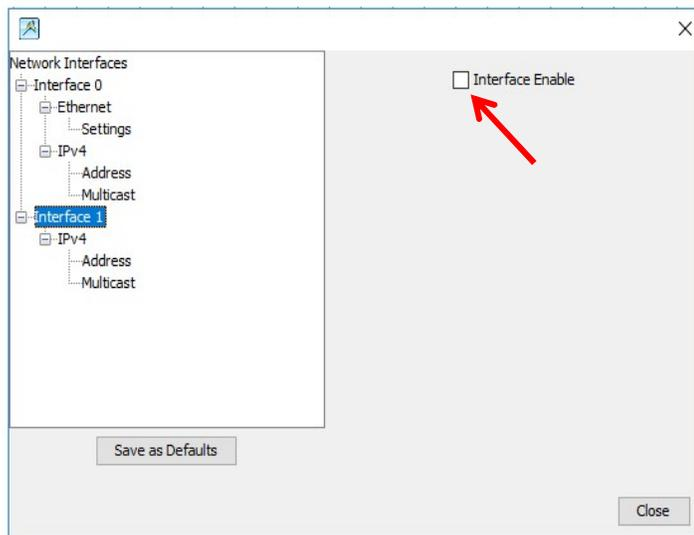 Network Interfaces
Interface 0
Ethernet
Settings
IPv4
Address
Multicast
Interface 1
IPv4
Address
Multicast
Save as Defaults
Interface Enable
Close